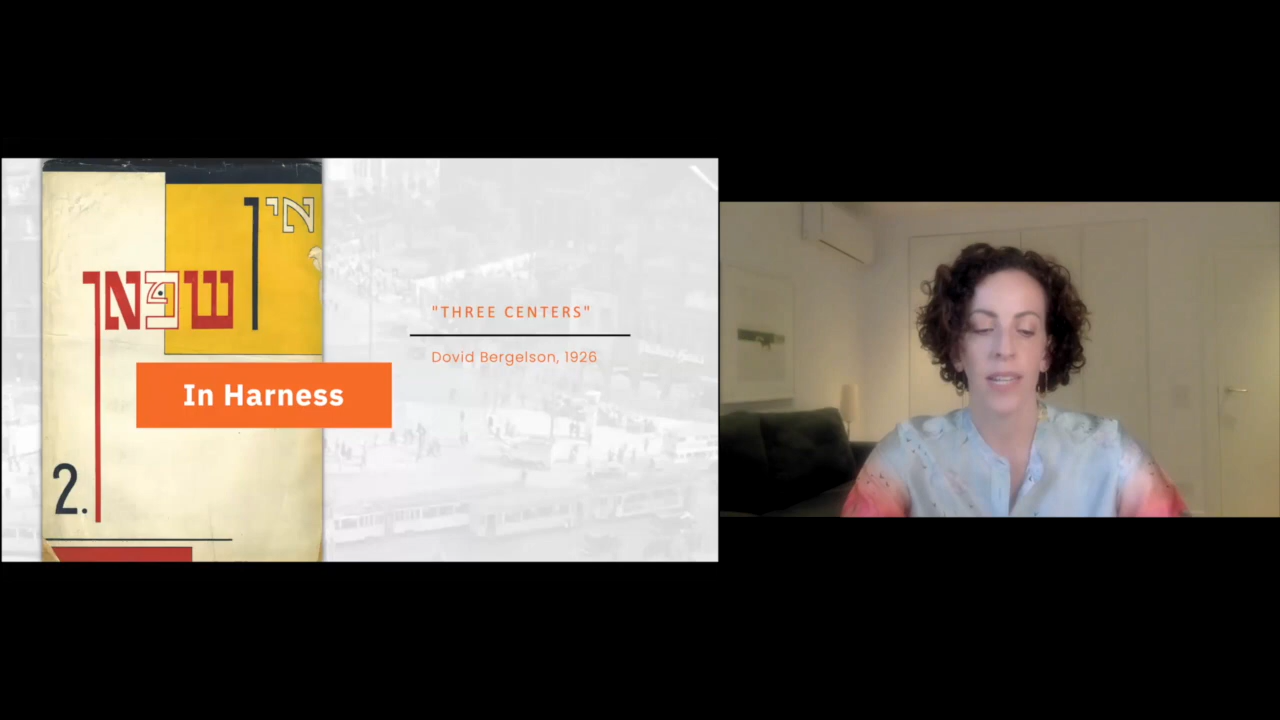 אין
שפאן
In Harness
2.
"THREE CENTERS"
Dovid Bergelson, 1926